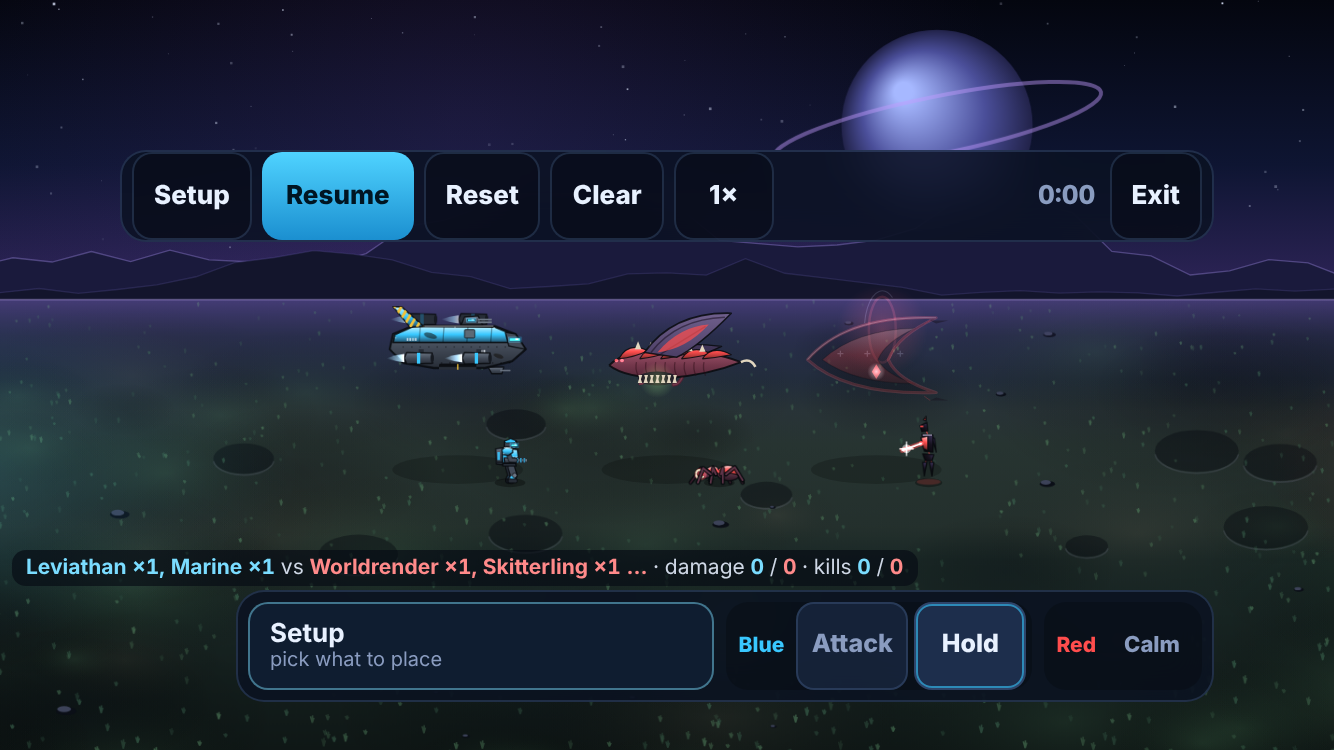 Setup
Resume
Reset
Clear
1×
0:00
Exit
Leviathan ×1, Marine ×1 vs Worldrender ×1, Skitterling ×1 ... · damage 0 / 0 · kills 0 / 0
Setup
pick what to place
Blue
Attack
Hold
Red
Calm